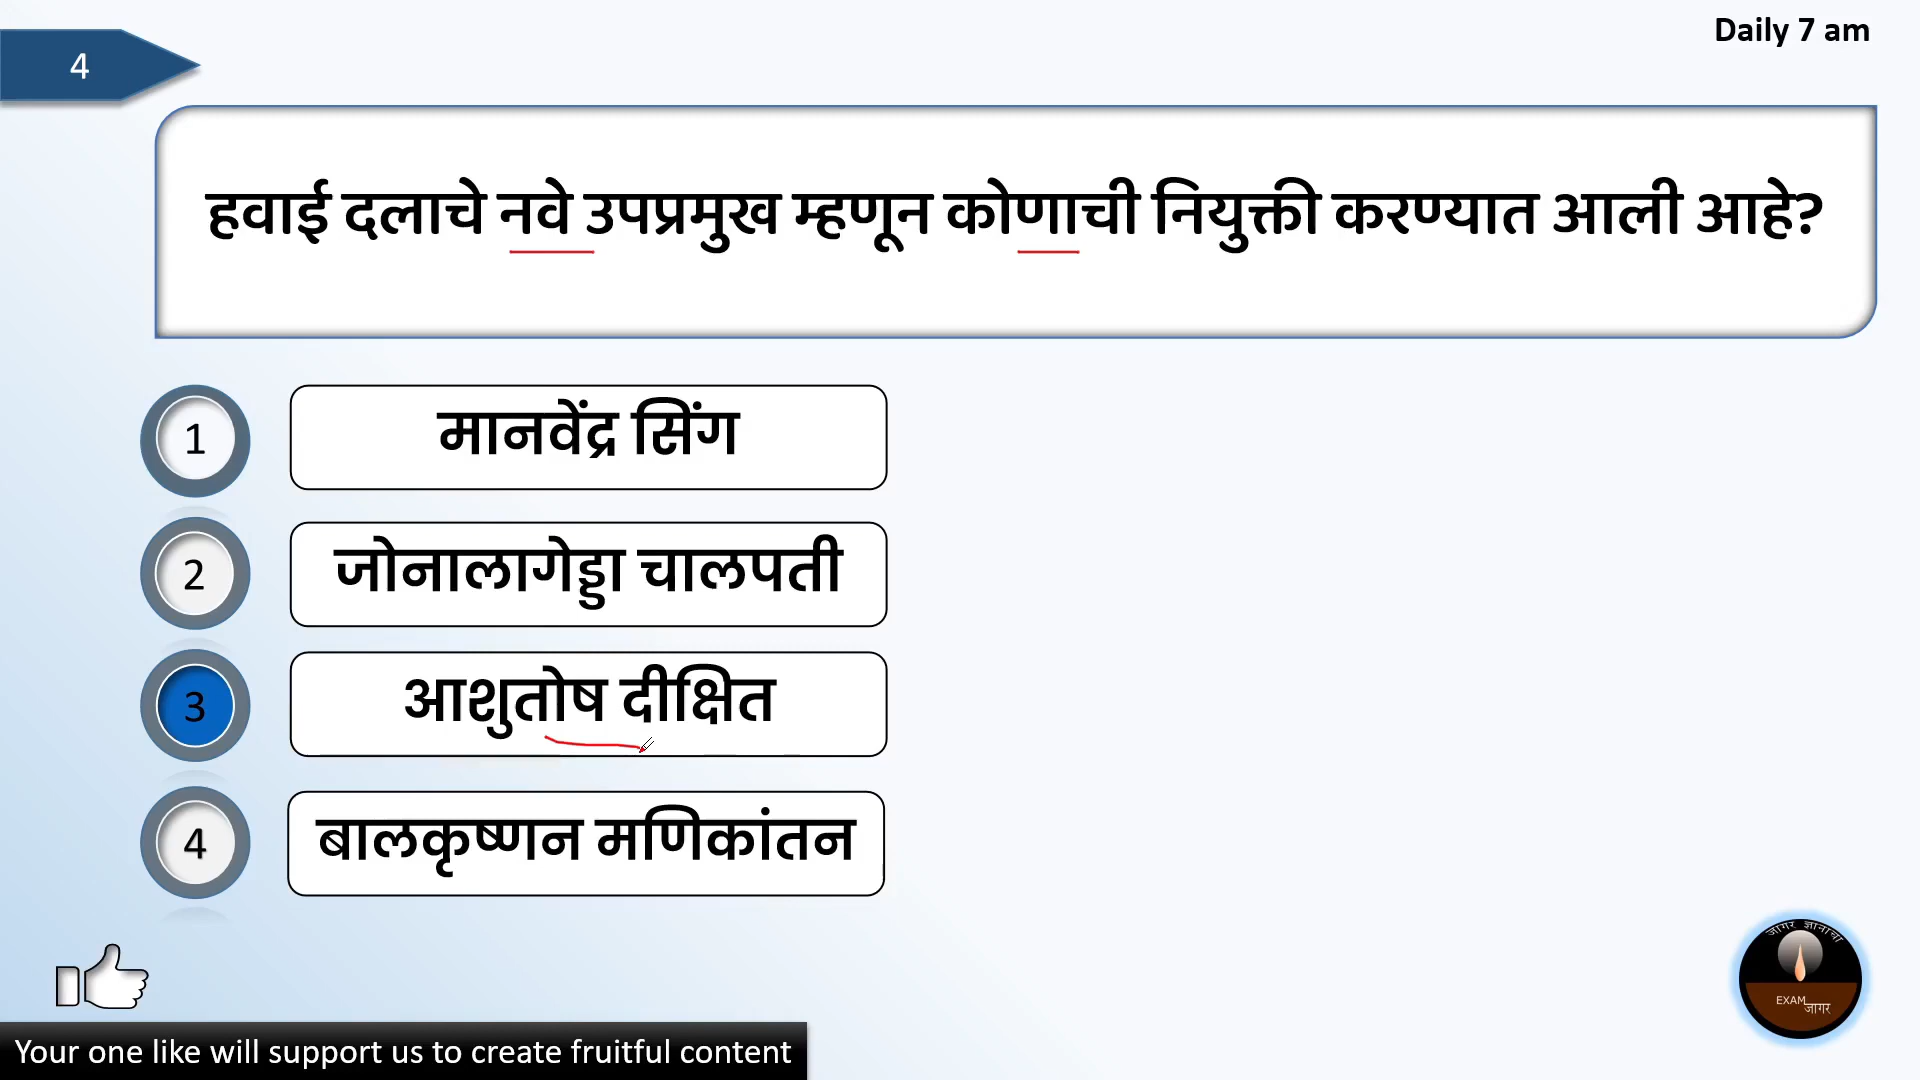 Daily 7 am
4
हवाई दलाचे नवे उपप्रमुख म्हणून कोणाची नियुक्ती करण्यात आली आहे?
1
मानवेंद्र सिंग
2
जोनालागेड्डा चालपती
3
आशुतोष दीक्षित
4
बालकृष्णन मणिकांतन
जागर ज्ञानाचा
EXAM जागर
Your one like will support us to create fruitful content